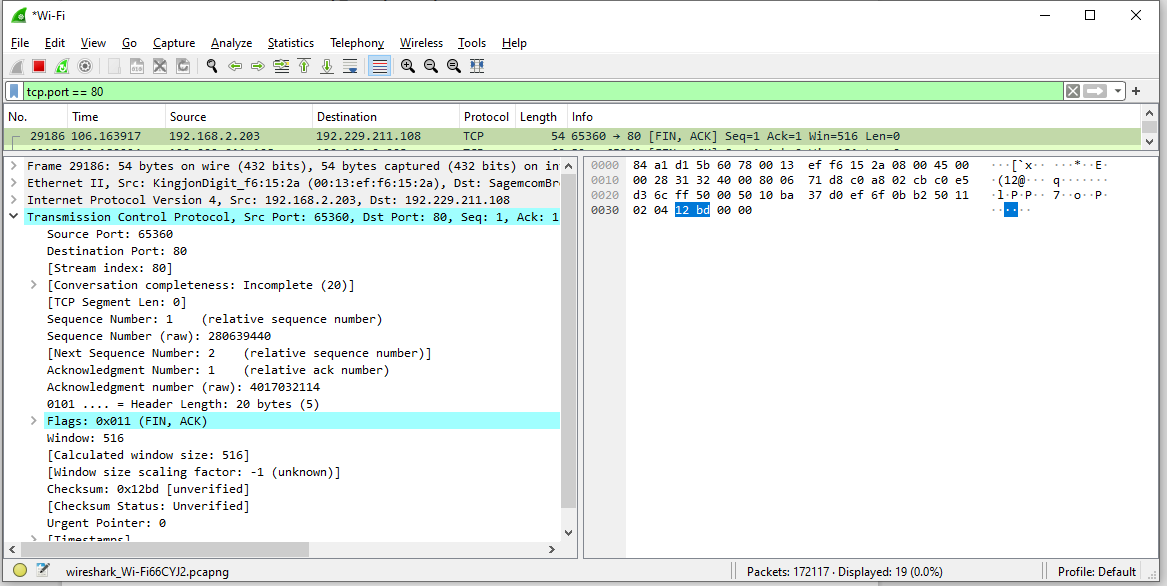 *Wi-Fi
File Edit View Go Capture Analyze Statistics Telephony Wireless Tools Help
tcp.port == 80
No. Time Source Destination Protocol Length Info
29186 106.163917 192.168.2.203 192.229.211.108 TCP 54 65360 → 80 [FIN, ACK] Seq=1 Ack=1 Win=516 Len=0
Frame 29186: 54 bytes on wire (432 bits), 54 bytes captured (432 bits) on in
Ethernet II, Src: KingjonDigit_f6:15:2a (00:13:ef:f6:15:2a), Dst: SagemcomBr
Internet Protocol Version 4, Src: 192.168.2.203, Dst: 192.229.211.108
Transmission Control Protocol, Src Port: 65360, Dst Port: 80, Seq: 1, Ack: 1
Source Port: 65360
Destination Port: 80
[Stream index: 80]
[Conversation completeness: Incomplete (20)]
[TCP Segment Len: 0]
Sequence Number: 1 (relative sequence number)
Sequence Number (raw): 280639440
[Next Sequence Number: 2 (relative sequence number)]
Acknowledgment Number: 1 (relative ack number)
Acknowledgment number (raw): 4017032114
0101 .... = Header Length: 20 bytes (5)
Flags: 0x011 (FIN, ACK)
Window: 516
[Calculated window size: 516]
[Window size scaling factor: -1 (unknown)]
Checksum: 0x12bd [unverified]
[Checksum Status: Unverified]
Urgent Pointer: 0
[Timestamps]
0000 84 a1 d1 5b 60 78 00 13 ef f6 15 2a 08 00 45 00 ···[`x·· ···*··E·
0010 00 28 31 32 40 00 80 06 71 d8 c0 a8 02 cb c0 e5 ·(12@··· q·······
0020 d3 6c ff 50 00 50 10 ba 37 d0 ef 6f 0b b2 50 11 ·l·P·P·· 7··o··P·
0030 02 04 12 bd 00 00 ······
wireshark_Wi-Fi66CYJ2.pcapng
Packets: 172117 · Displayed: 19 (0.0%)
Profile: Default